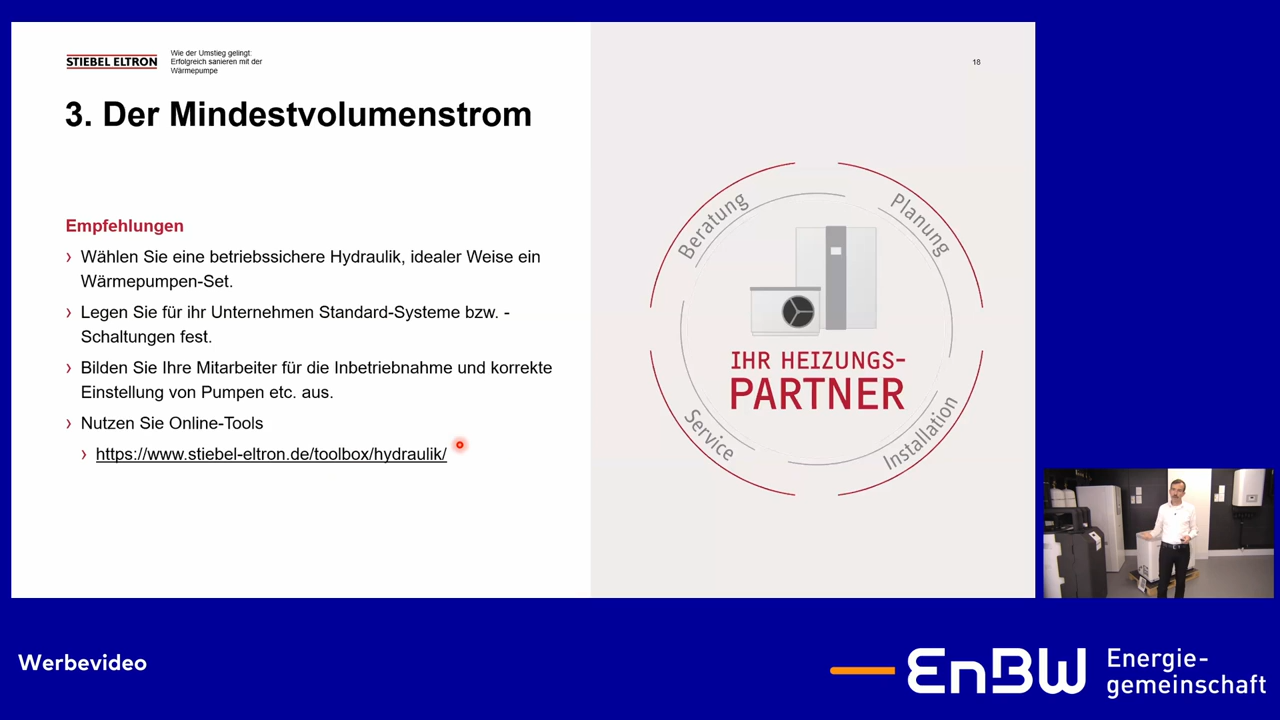 STIEBEL ELTRON
Wie der Umstieg gelingt:
Erfolgreich sanieren mit der
Wärmepumpe
18
3. Der Mindestvolumenstrom
Empfehlungen
› Wählen Sie eine betriebssichere Hydraulik, idealer Weise ein
Wärmepumpen-Set.
› Legen Sie für ihr Unternehmen Standard-Systeme bzw. -
Schaltungen fest.
› Bilden Sie Ihre Mitarbeiter für die Inbetriebnahme und korrekte
Einstellung von Pumpen etc. aus.
› Nutzen Sie Online-Tools
› https://www.stiebel-eltron.de/toolbox/hydraulik/
Beratung
Planung
IHR HEIZUNGS-
PARTNER
Service
Installation
Werbevideo
EnBW
Energie-
gemeinschaft